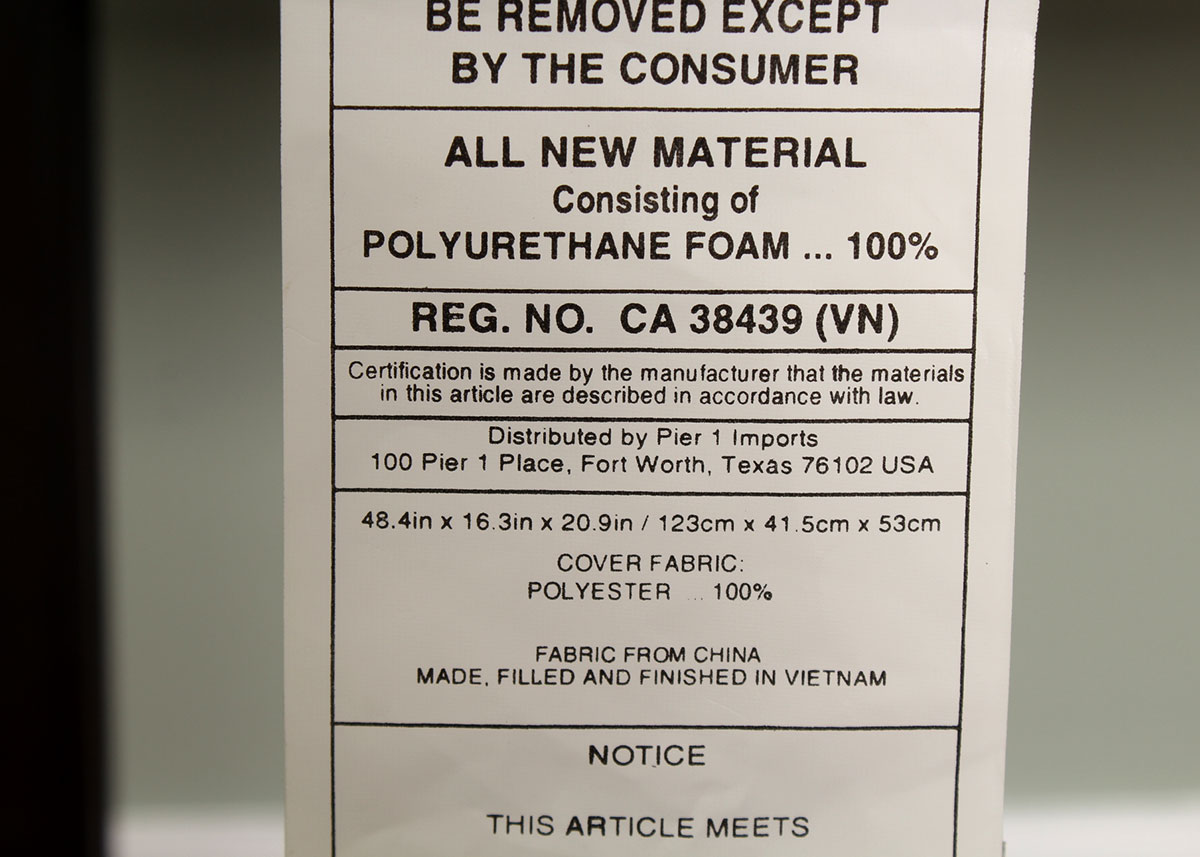 BE REMOVED EXCEPT
BY THE CONSUMER
ALL NEW MATERIAL
Consisting of
POLYURETHANE FOAM ... 100%
REG. NO. CA 38439 (VN)
Certification is made by the manufacturer that the materials
in this article are described in accordance with law.
Distributed by Pier 1 Imports
100 Pier 1 Place, Fort Worth, Texas 76102 USA
48.4in x 16.3in x 20.9in / 123cm x 41.5cm x 53cm
COVER FABRIC:
POLYESTER ... 100%
FABRIC FROM CHINA
MADE, FILLED AND FINISHED IN VIETNAM
NOTICE
THIS ARTICLE MEETS